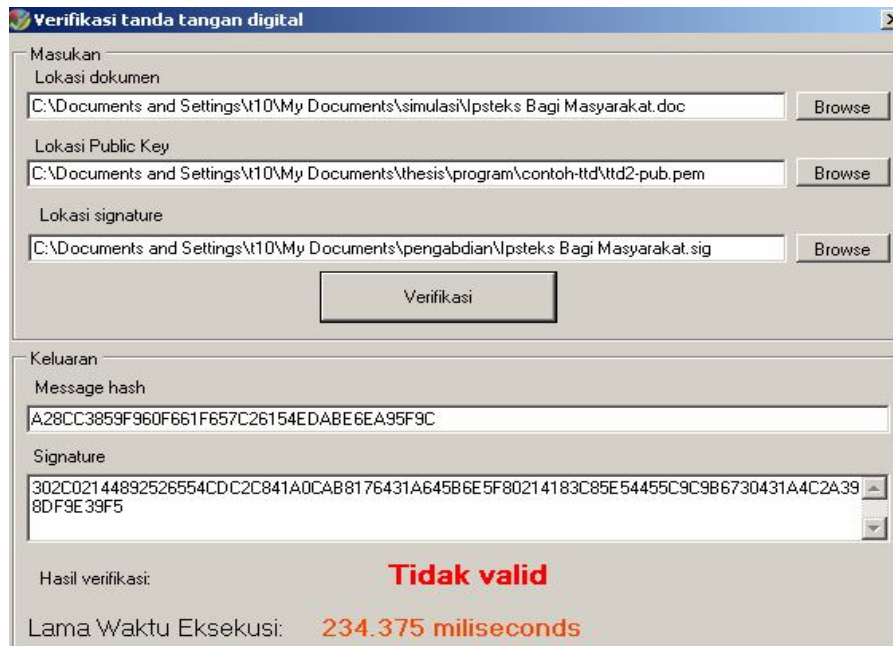 Verifikasi tanda tangan digital
Masukan
Lokasi dokumen
C:\Documents and Settings\t10\My Documents\simulasi\Ipsteks Bagi Masyarakat.doc
Browse
Lokasi Public Key
C:\Documents and Settings\t10\My Documents\thesis\program\contoh-ttd\ttd2-pub.pem
Browse
Lokasi signature
C:\Documents and Settings\t10\My Documents\pengabdian\Ipsteks Bagi Masyarakat.sig
Browse
Verifikasi
Keluaran
Message hash
A28CC3859F960F661F657C26154EDABE6EA95F9C
Signature
302C02144892526554CDC2C841A0CAB8176431A645B6E5F80214183C85E54455C9C9B6730431A4C2A39
8DF9E39F5
Hasil verifikasi:
Tidak valid
Lama Waktu Eksekusi:
234.375 miliseconds